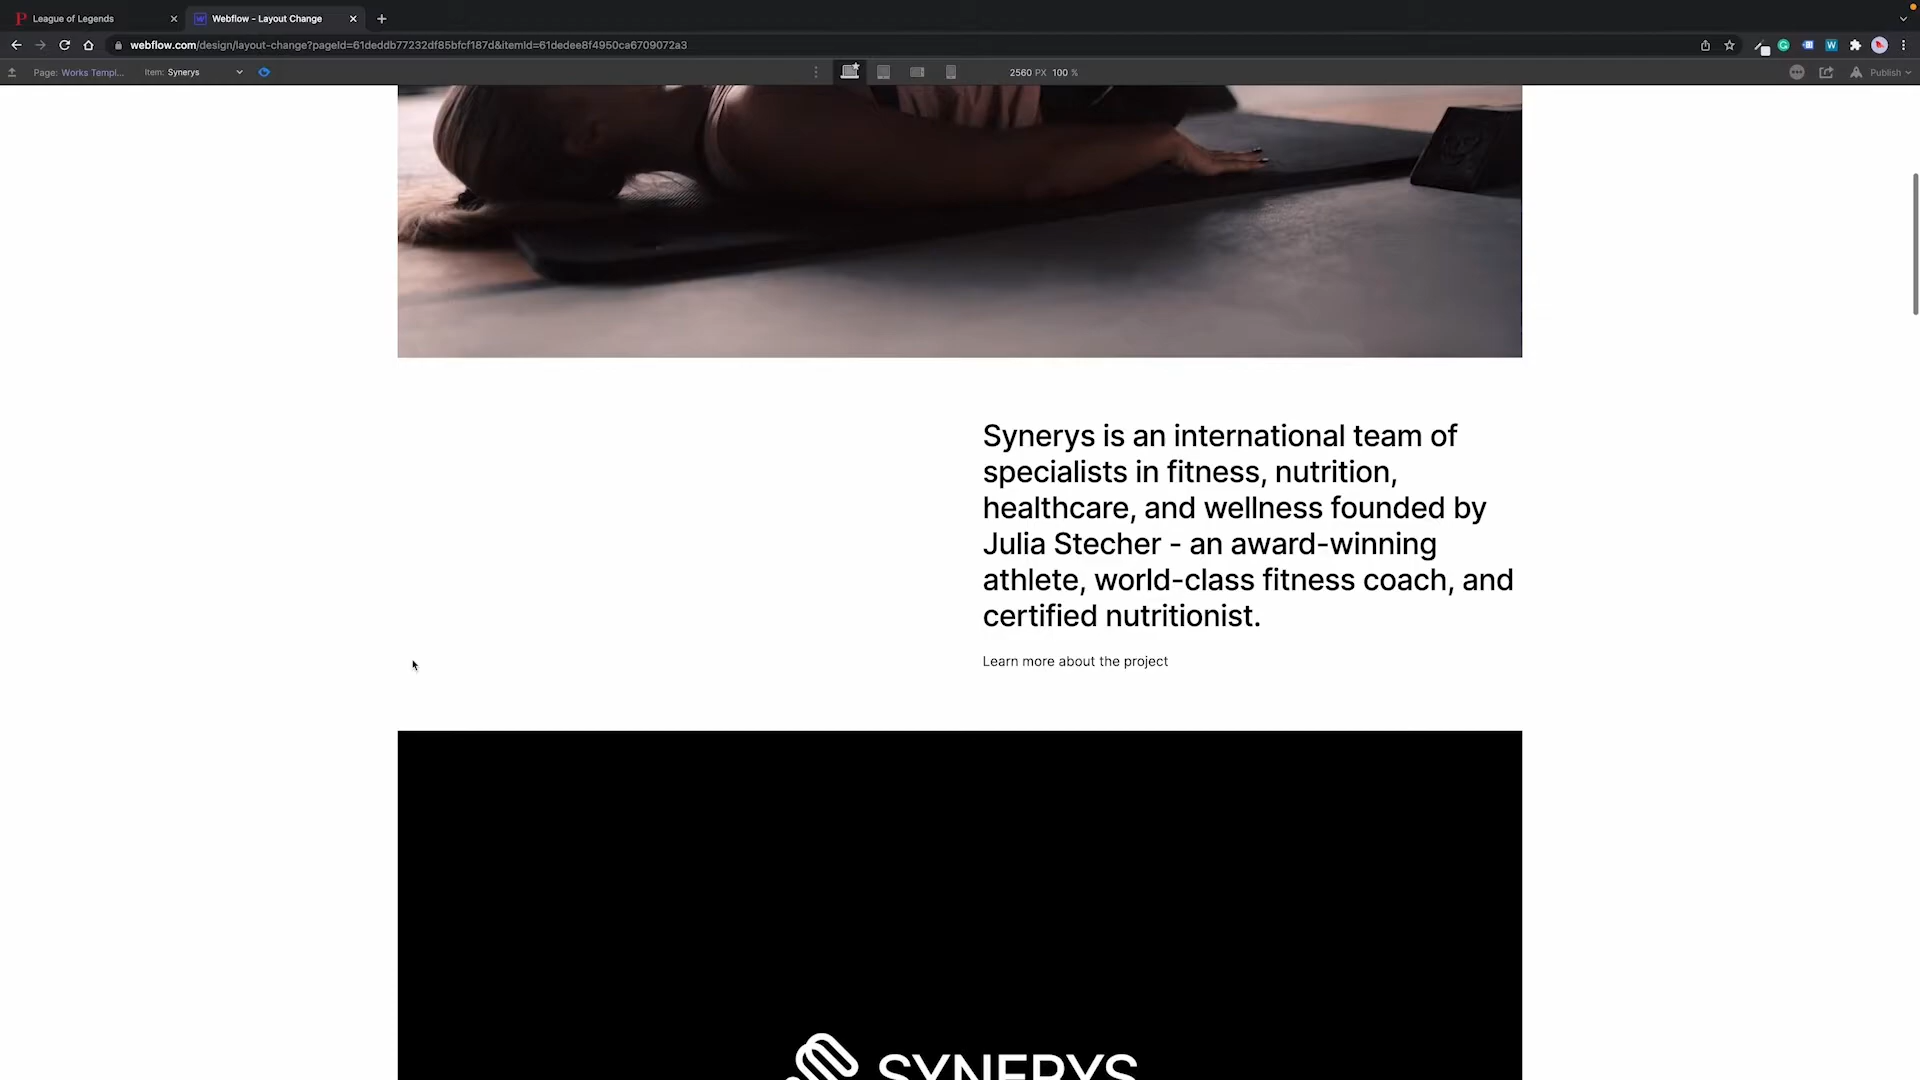 League of Legends
Webflow - Layout Change
webflow.com/design/layout-change?pageId=61deddb77232df85bfcf187d&itemId=61dedee8f4950ca6709072a3
Page: Works Templ... Item: Synerys 2560 PX 100 % Publish
Synerys is an international team of
specialists in fitness, nutrition,
healthcare, and wellness founded by
Julia Stecher - an award-winning
athlete, world-class fitness coach, and
certified nutritionist.
Learn more about the project
SYNERYS